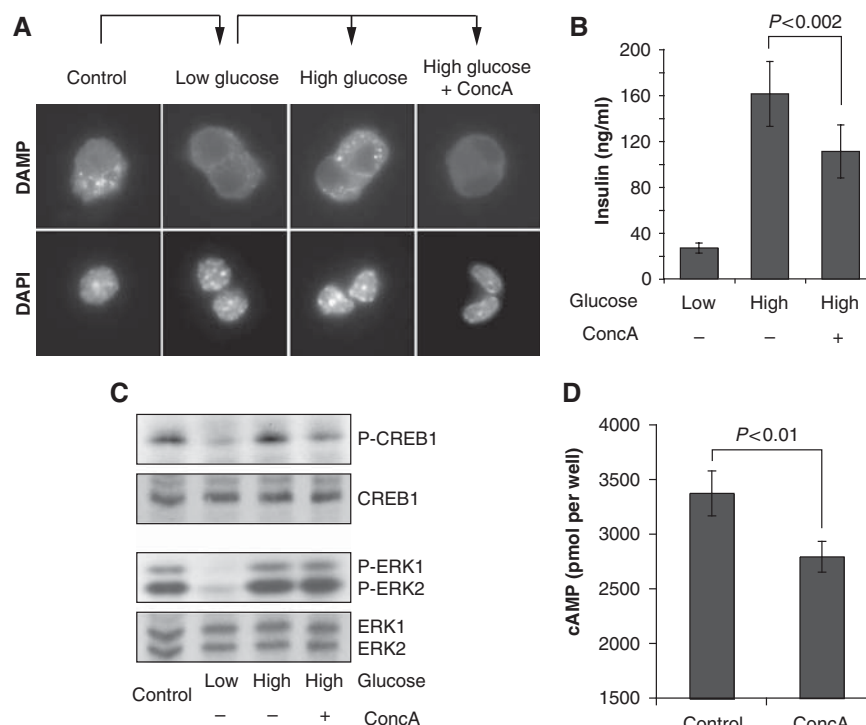 A
Control
Low glucose
High glucose
High glucose
+ ConcA
DAMP
DAPI
B
P<0.002
Insulin (ng/ml)
200
160
120
80
40
0
Glucose Low High High
ConcA – – +
C
P-CREB1
CREB1
P-ERK1
P-ERK2
ERK1
ERK2
Control Low High High Glucose
– – + ConcA
D
P<0.01
cAMP (pmol per well)
4000
3500
3000
2500
2000
1500
Control ConcA